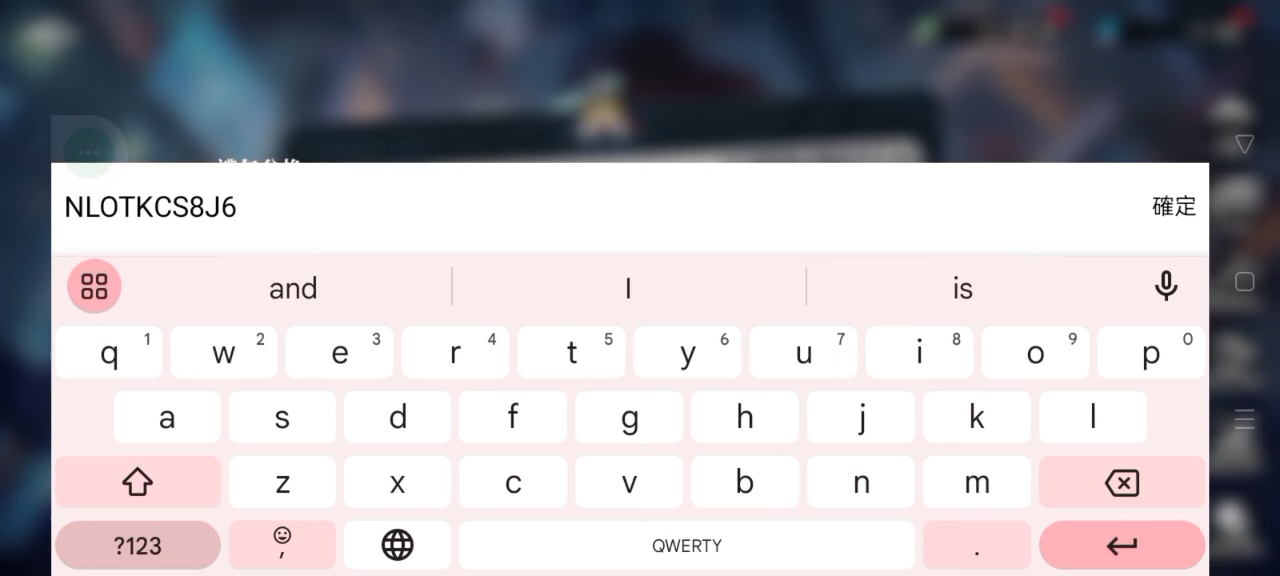 NLOTKCS8J6
確定
and I is
q 1 w 2 e 3 r 4 t 5 y 6 u 7 i 8 o 9 p 0
a s d f g h j k l
z x c v b n m
?123 , QWERTY .